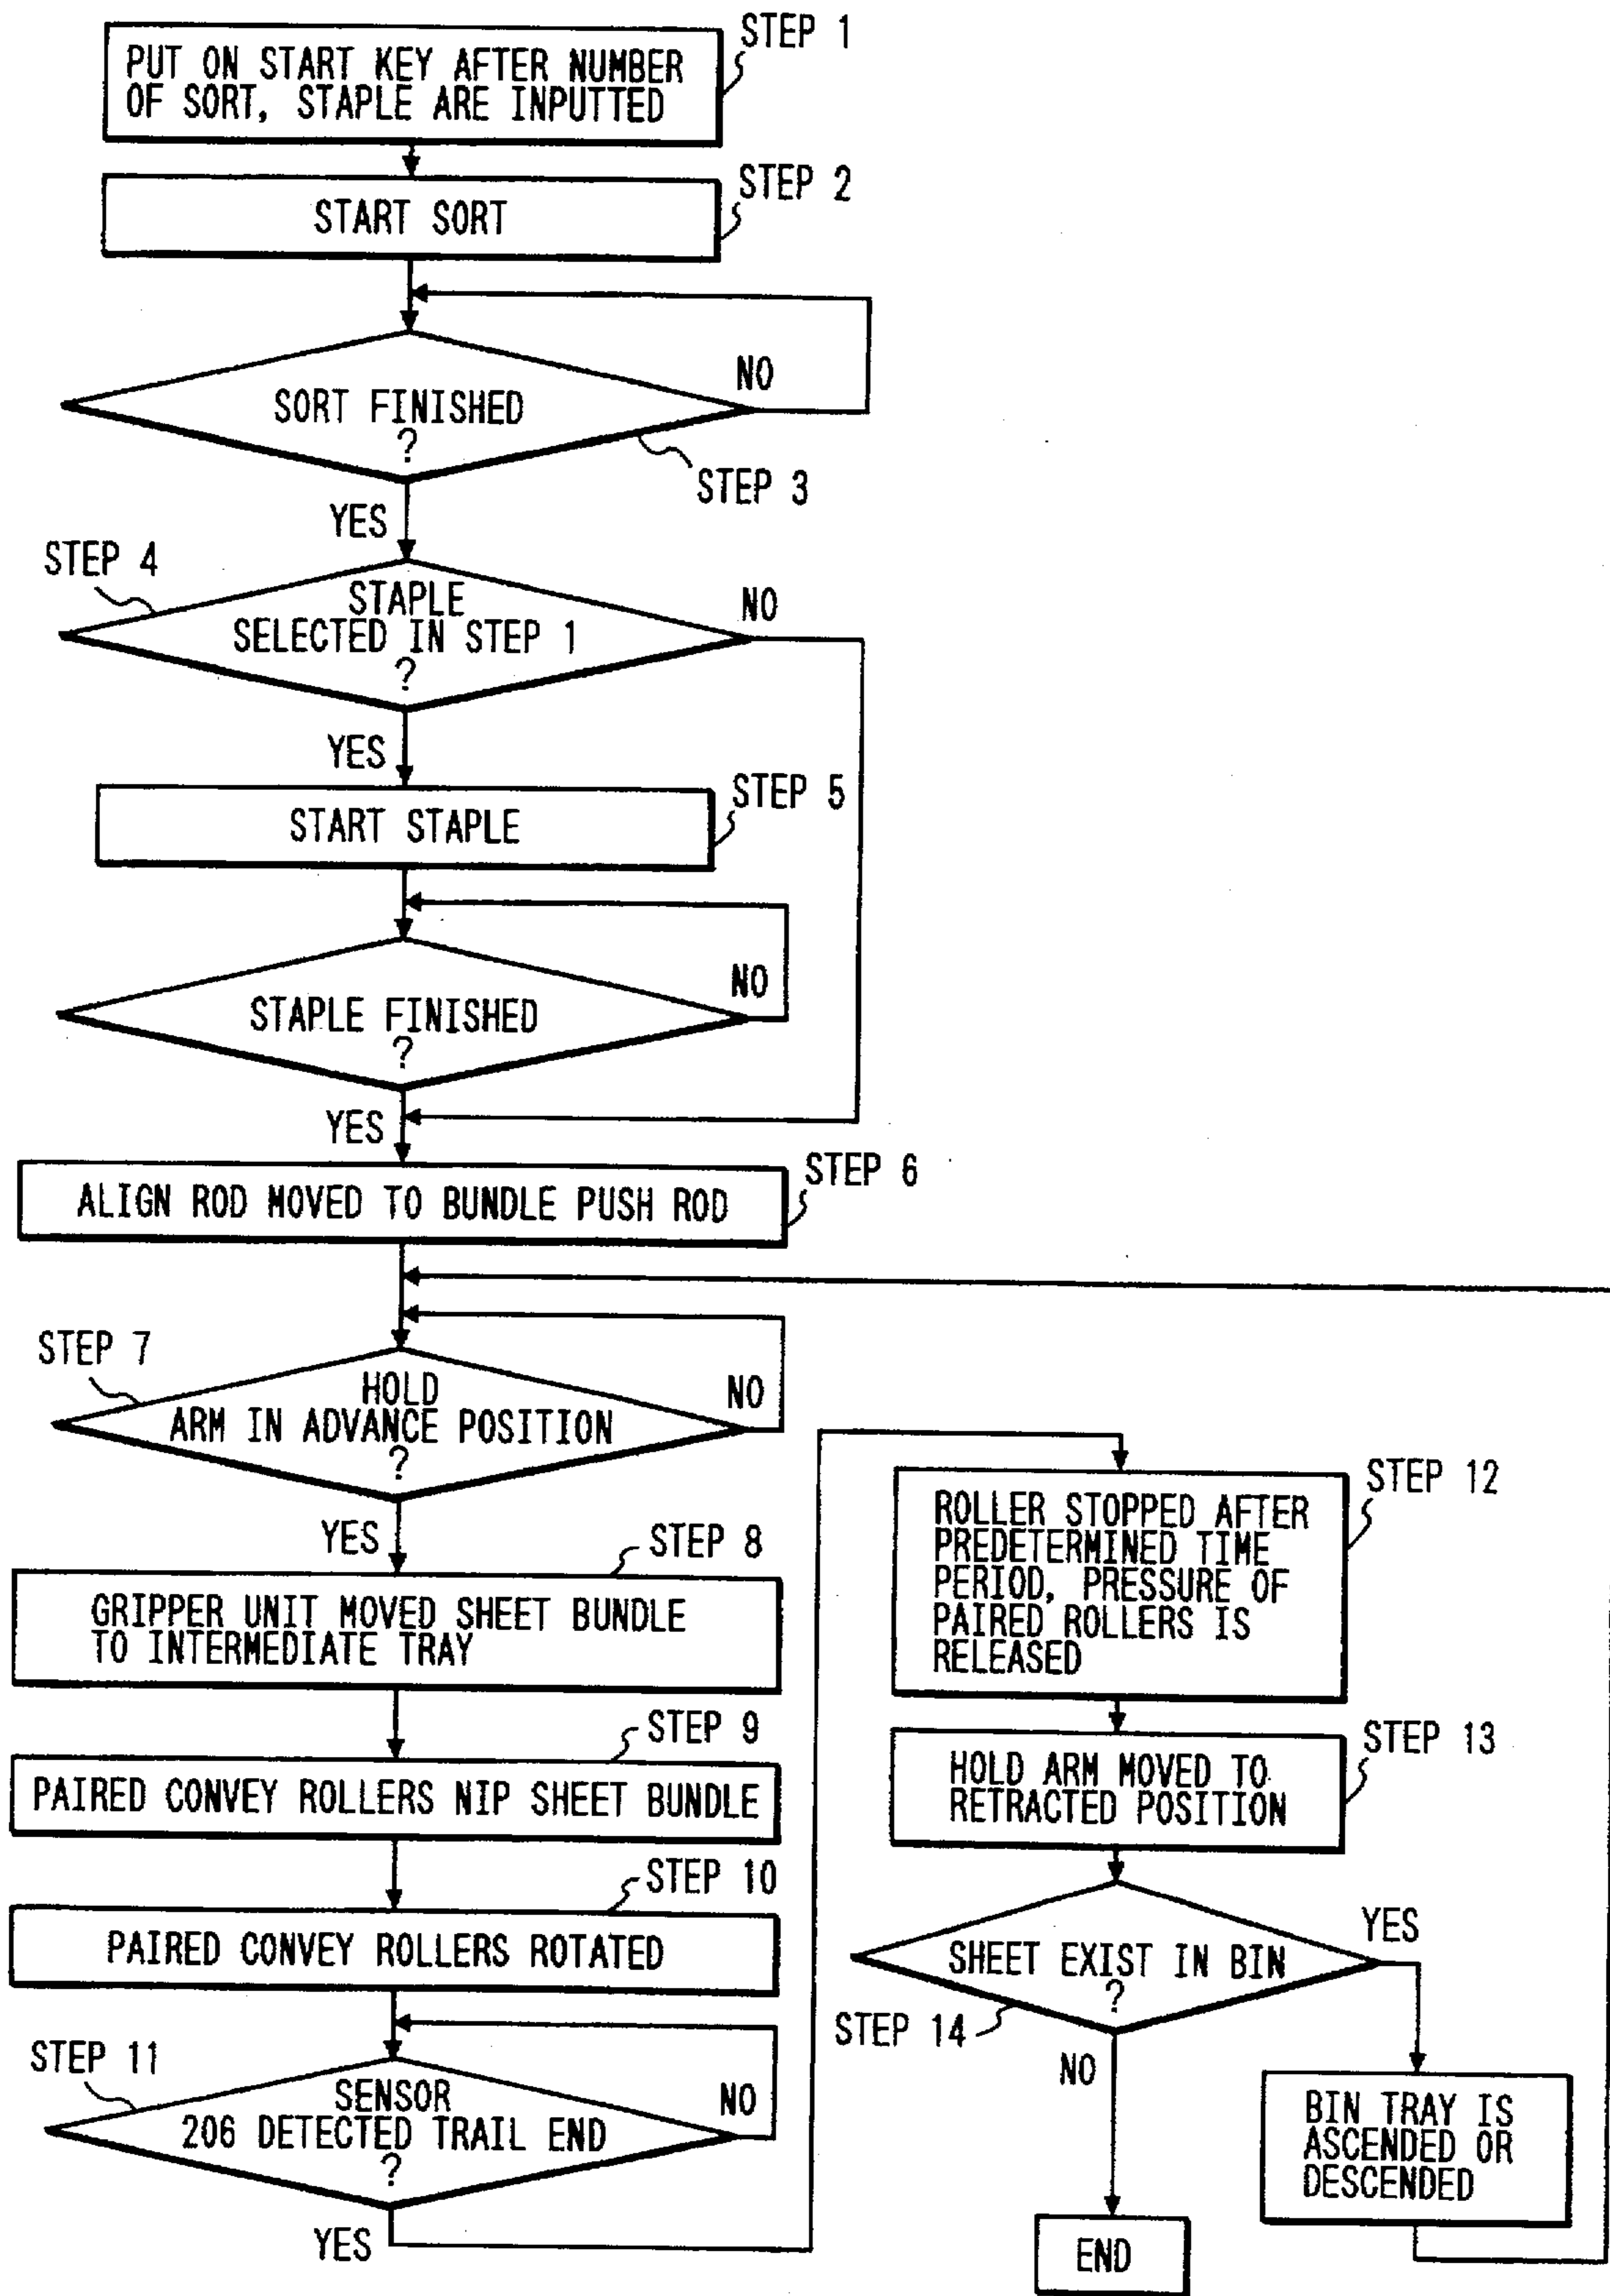 STEP 1
PUT ON START KEY AFTER NUMBER
OF SORT, STAPLE ARE INPUTTED
STEP 2
START SORT
NO
SORT FINISHED
?
STEP 3
YES
STEP 4
STAPLE
SELECTED IN STEP 1
?
NO
YES
STEP 5
START STAPLE
NO
STAPLE FINISHED
?
YES
STEP 6
ALIGN ROD MOVED TO BUNDLE PUSH ROD
STEP 7
HOLD
ARM IN ADVANCE POSITION
?
NO
YES
STEP 8
GRIPPER UNIT MOVED SHEET BUNDLE
TO INTERMEDIATE TRAY
STEP 9
PAIRED CONVEY ROLLERS NIP SHEET BUNDLE
STEP 10
PAIRED CONVEY ROLLERS ROTATED
STEP 11
SENSOR
206 DETECTED TRAIL END
?
NO
YES
STEP 12
ROLLER STOPPED AFTER
PREDETERMINED TIME
PERIOD, PRESSURE OF
PAIRED ROLLERS IS
RELEASED
STEP 13
HOLD ARM MOVED TO
RETRACTED POSITION
YES
SHEET EXIST IN BIN
?
STEP 14
NO
BIN TRAY IS
ASCENDED OR
DESCENDED
END